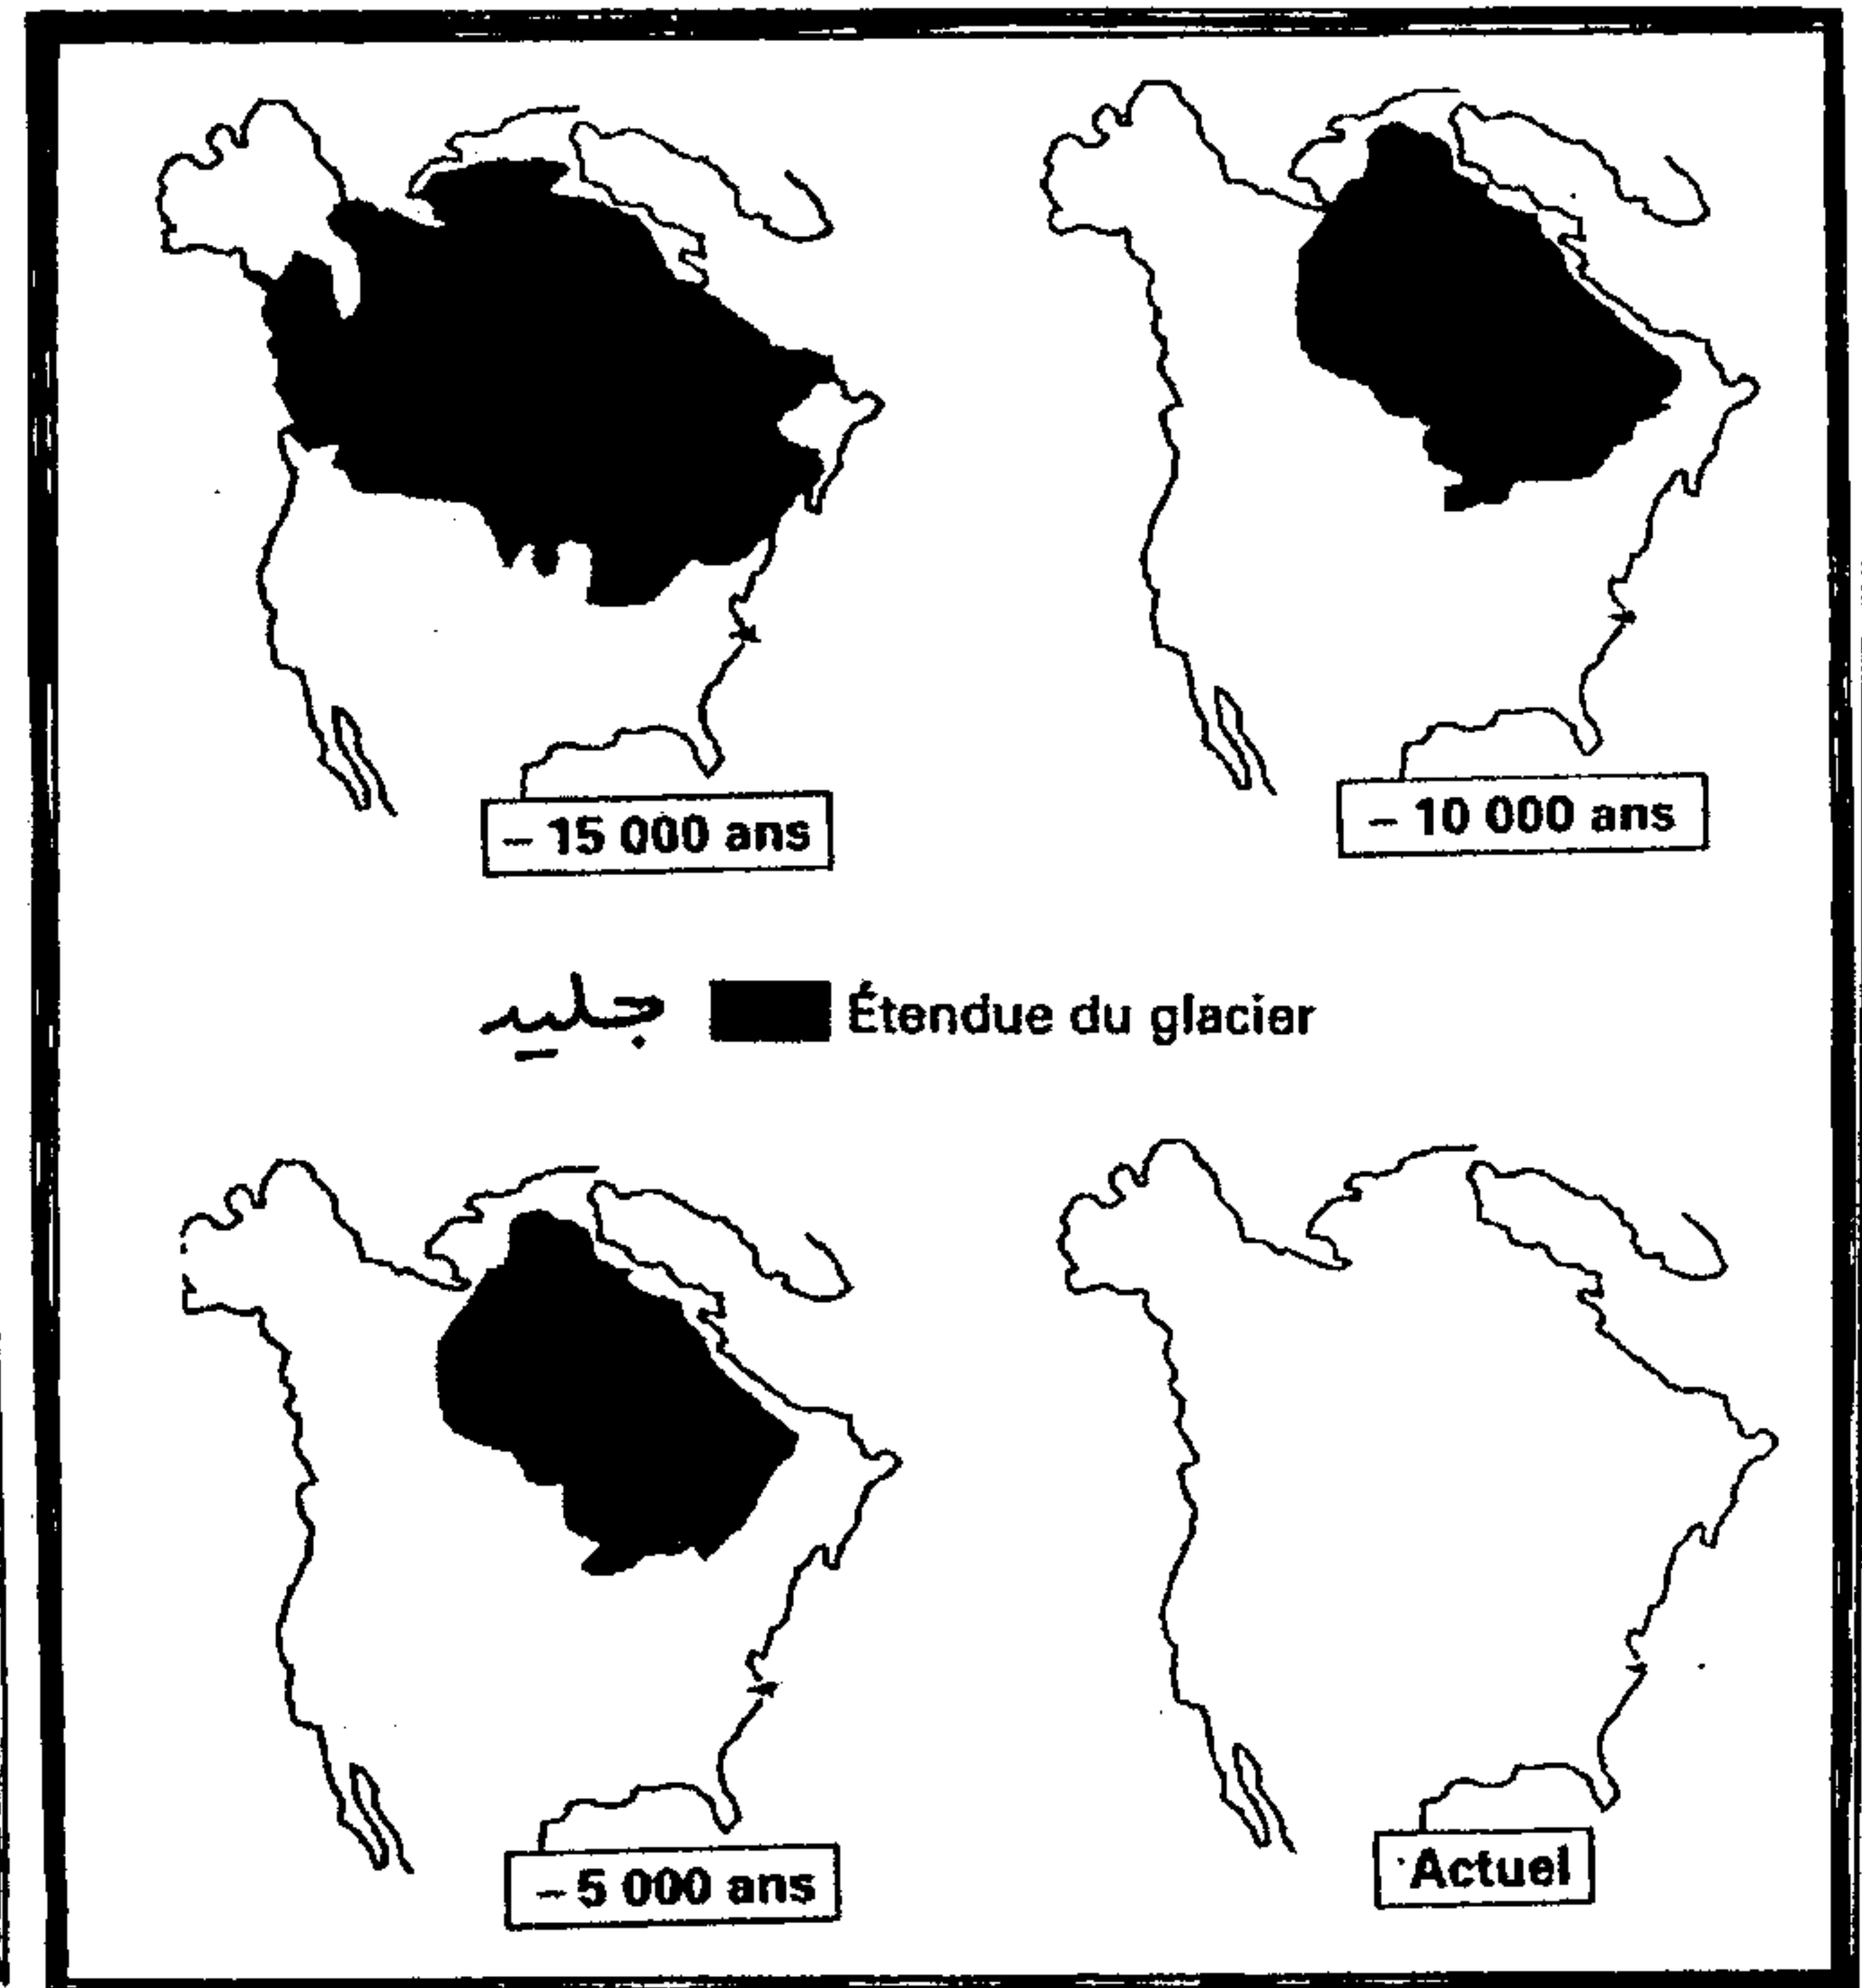 – 15 000 ans
– 10 000 ans
جليد
Étendue du glacier
– 5 000 ans
Actuel